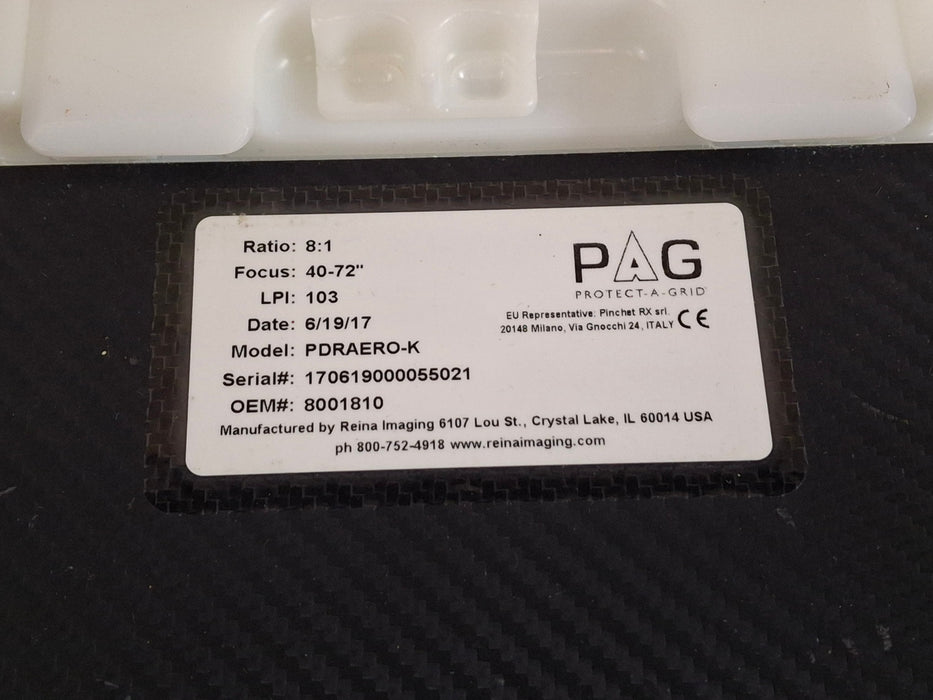 Ratio: 8:1
Focus: 40-72"
LPI: 103
Date: 6/19/17
Model: PDRAERO-K
Serial#: 170619000055021
OEM#: 8001810
PAG
PROTECT-A-GRID
EU Representative: Pinchet RX srl.
20148 Milano, Via Gnocchi 24, ITALY CE
Manufactured by Reina Imaging 6107 Lou St., Crystal Lake, IL 60014 USA
ph 800-752-4918 www.reinaimaging.com